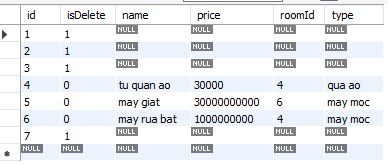 id isDelete name price roomId type
1 1 NULL NULL NULL NULL
2 1 NULL NULL NULL NULL
3 1 NULL NULL NULL NULL
4 0 tu quan ao 30000 4 qua ao
5 0 may giat 30000000000 6 may moc
6 0 may rua bat 1000000000 4 may moc
7 1 NULL NULL NULL NULL
NULL NULL NULL NULL NULL NULL